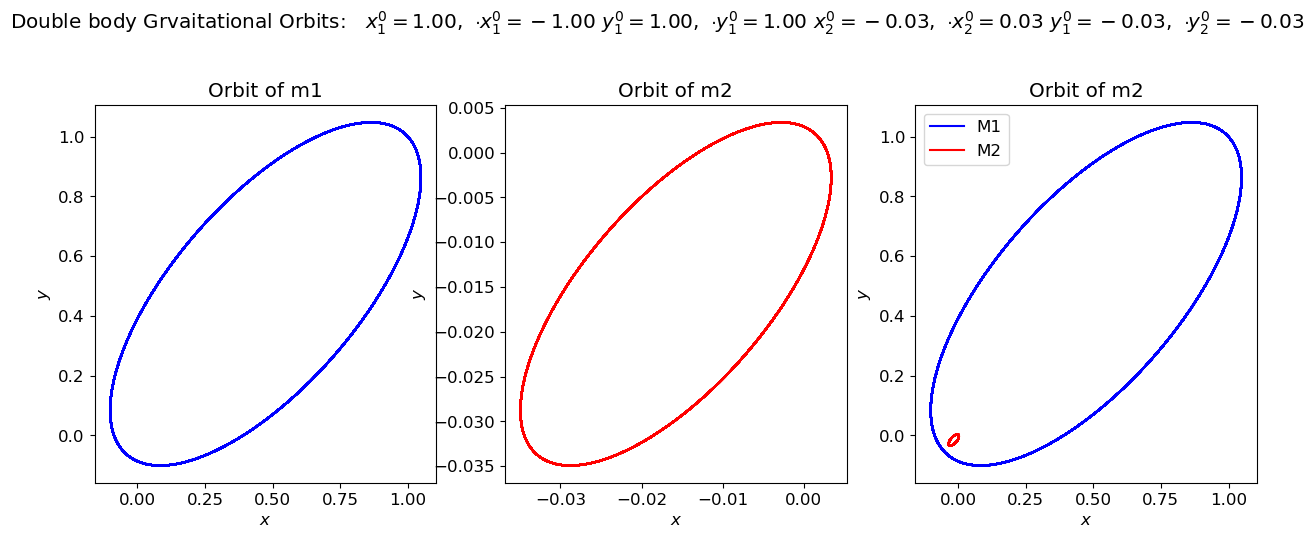 Double body Grvaitational Orbits: $x_1^0 = 1.00$, $\cdot x_1^0 = -1.00$ $y_1^0 = 1.00$, $\cdot y_1^0 = 1.00$ $x_2^0 = -0.03$, $\cdot x_2^0 = 0.03$ $y_1^0 = -0.03$, $\cdot y_2^0 = -0.03$
Orbit of m1
1.0
0.8
0.6
0.4
0.2
0.0
y
0.00 0.25 0.50 0.75 1.00
x
Orbit of m2
0.005
0.000
−0.005
−0.010
−0.015
−0.020
−0.025
−0.030
−0.035
y
−0.03 −0.02 −0.01 0.00
x
Orbit of m2
M1
M2
1.0
0.8
0.6
0.4
0.2
0.0
y
0.00 0.25 0.50 0.75 1.00
x